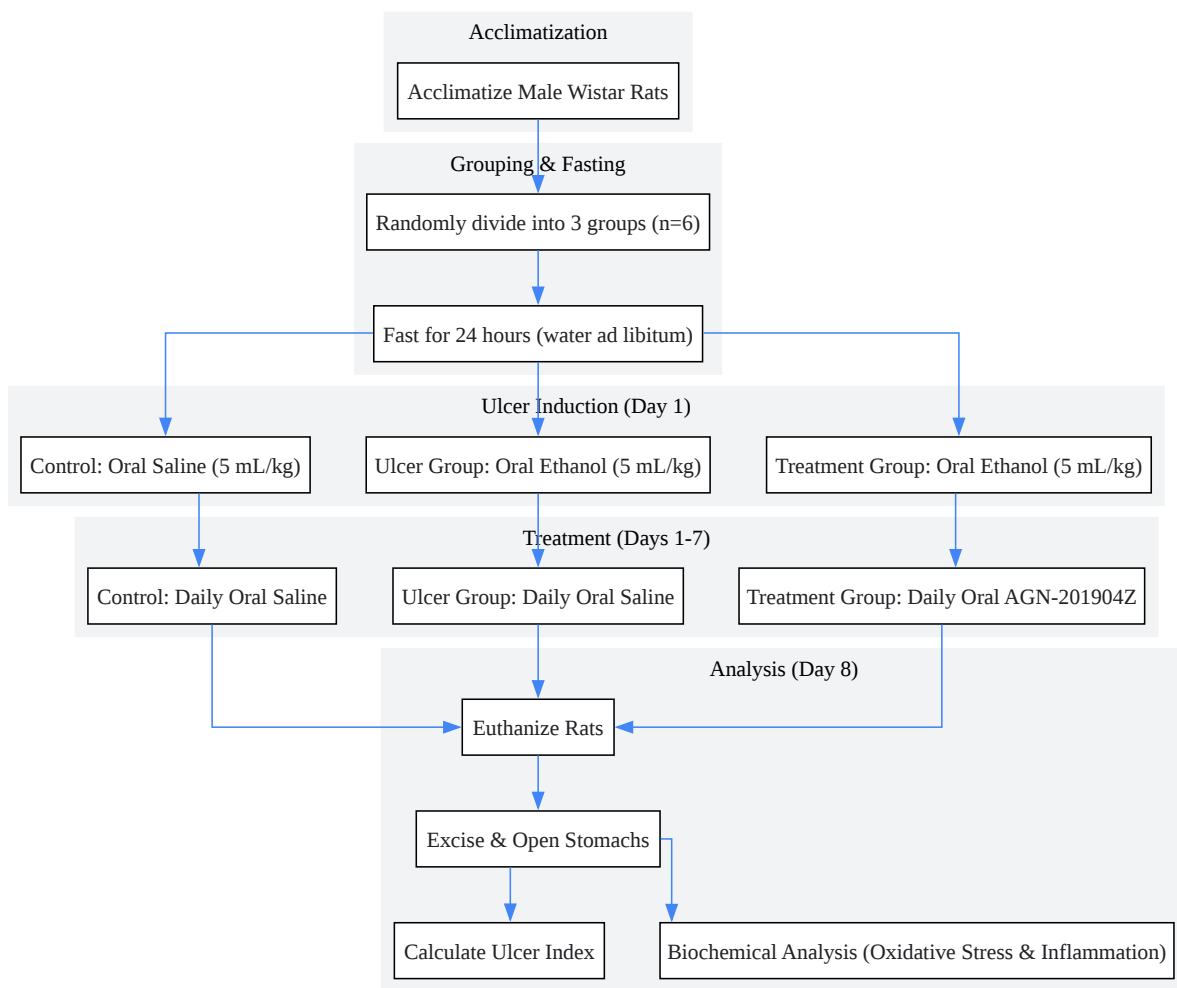 Acclimatization
Acclimatize Male Wistar Rats
Grouping & Fasting
Randomly divide into 3 groups (n=6)
Fast for 24 hours (water ad libitum)
Ulcer Induction (Day 1)
Control: Oral Saline (5 mL/kg)
Ulcer Group: Oral Ethanol (5 mL/kg)
Treatment Group: Oral Ethanol (5 mL/kg)
Treatment (Days 1-7)
Control: Daily Oral Saline
Ulcer Group: Daily Oral Saline
Treatment Group: Daily Oral AGN-201904Z
Analysis (Day 8)
Euthanize Rats
Excise & Open Stomachs
Calculate Ulcer Index
Biochemical Analysis (Oxidative Stress & Inflammation)